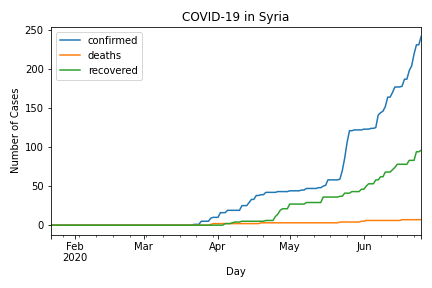 COVID-19 in Syria
confirmed
deaths
recovered
Number of Cases
250
200
150
100
50
0
Feb Mar Apr May Jun
2020
Day